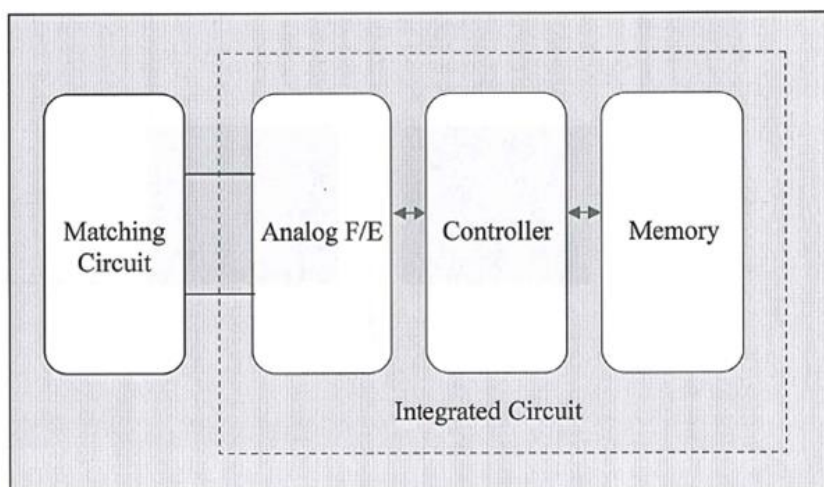 Matching
Circuit
Analog F/E
Controller
Memory
Integrated Circuit